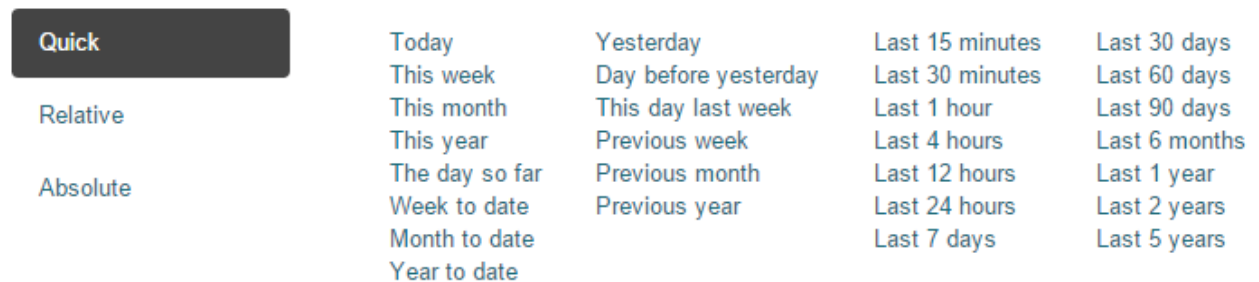 Quick
Relative
Absolute
Today
This week
This month
This year
The day so far
Week to date
Month to date
Year to date
Yesterday
Day before yesterday
This day last week
Previous week
Previous month
Previous year
Last 15 minutes
Last 30 minutes
Last 1 hour
Last 4 hours
Last 12 hours
Last 24 hours
Last 7 days
Last 30 days
Last 60 days
Last 90 days
Last 6 months
Last 1 year
Last 2 years
Last 5 years